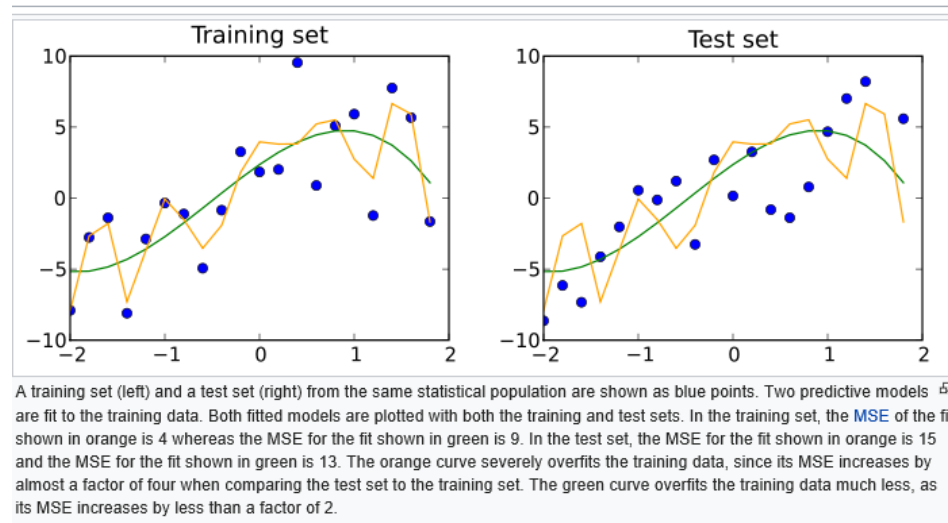 Training set
Test set
10
5
0
−5
−10
−2
−1
0
1
2
10
5
0
−5
−10
−2
−1
0
1
2
A training set (left) and a test set (right) from the same statistical population are shown as blue points. Two predictive models
are fit to the training data. Both fitted models are plotted with both the training and test sets. In the training set, the MSE of the
shown in orange is 4 whereas the MSE for the fit shown in green is 9. In the test set, the MSE for the fit shown in orange is 15
and the MSE for the fit shown in green is 13. The orange curve severely overfits the training data, since its MSE increases by
almost a factor of four when comparing the test set to the training set. The green curve overfits the training data much less, as
its MSE increases by less than a factor of 2.